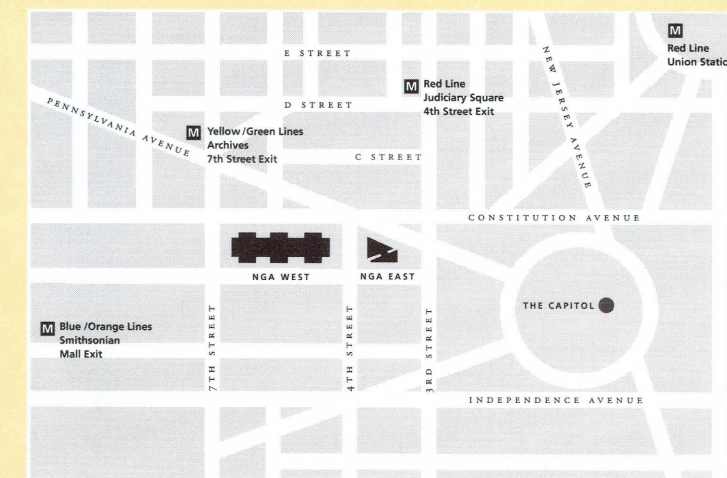 E STREET
D STREET
C STREET
PENNSYLVANIA AVENUE
NEW JERSEY AVENUE
CONSTITUTION AVENUE
M
Red Line
Union Statio
M
Red Line
Judiciary Square
4th Street Exit
M
Yellow/Green Lines
Archives
7th Street Exit
NGA WEST
NGA EAST
THE CAPITOL
M
Blue/Orange Lines
Smithsonian
Mall Exit
7TH STREET
4TH STREET
3RD STREET
INDEPENDENCE AVENUE